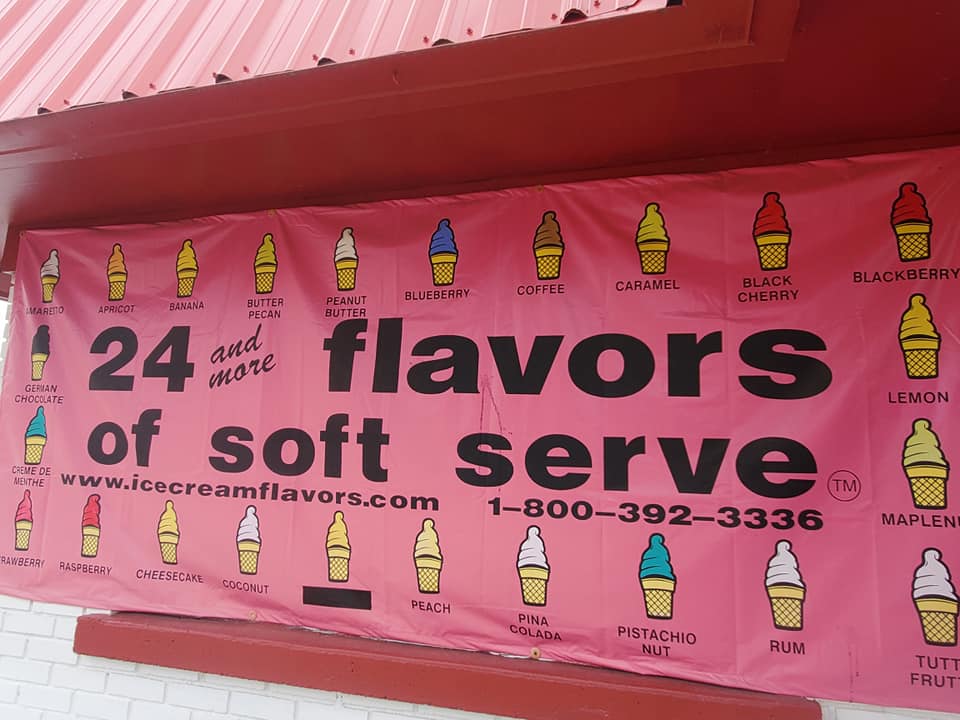 AMARETTO
APRICOT
BANANA
BUTTER
PECAN
PEANUT
BUTTER
BLUEBERRY
COFFEE
CARAMEL
BLACK
CHERRY
BLACKBERRY
24 and more flavors
of soft serve TM
www.icecreamflavors.com 1-800-392-3336
GERMAN
CHOCOLATE
CREME DE
MENTHE
LEMON
MAPLEN
RAWBERRY
RASPBERRY
CHEESECAKE
COCONUT
PEACH
PINA
COLADA
PISTACHIO
NUT
RUM
TUTT
FRUT